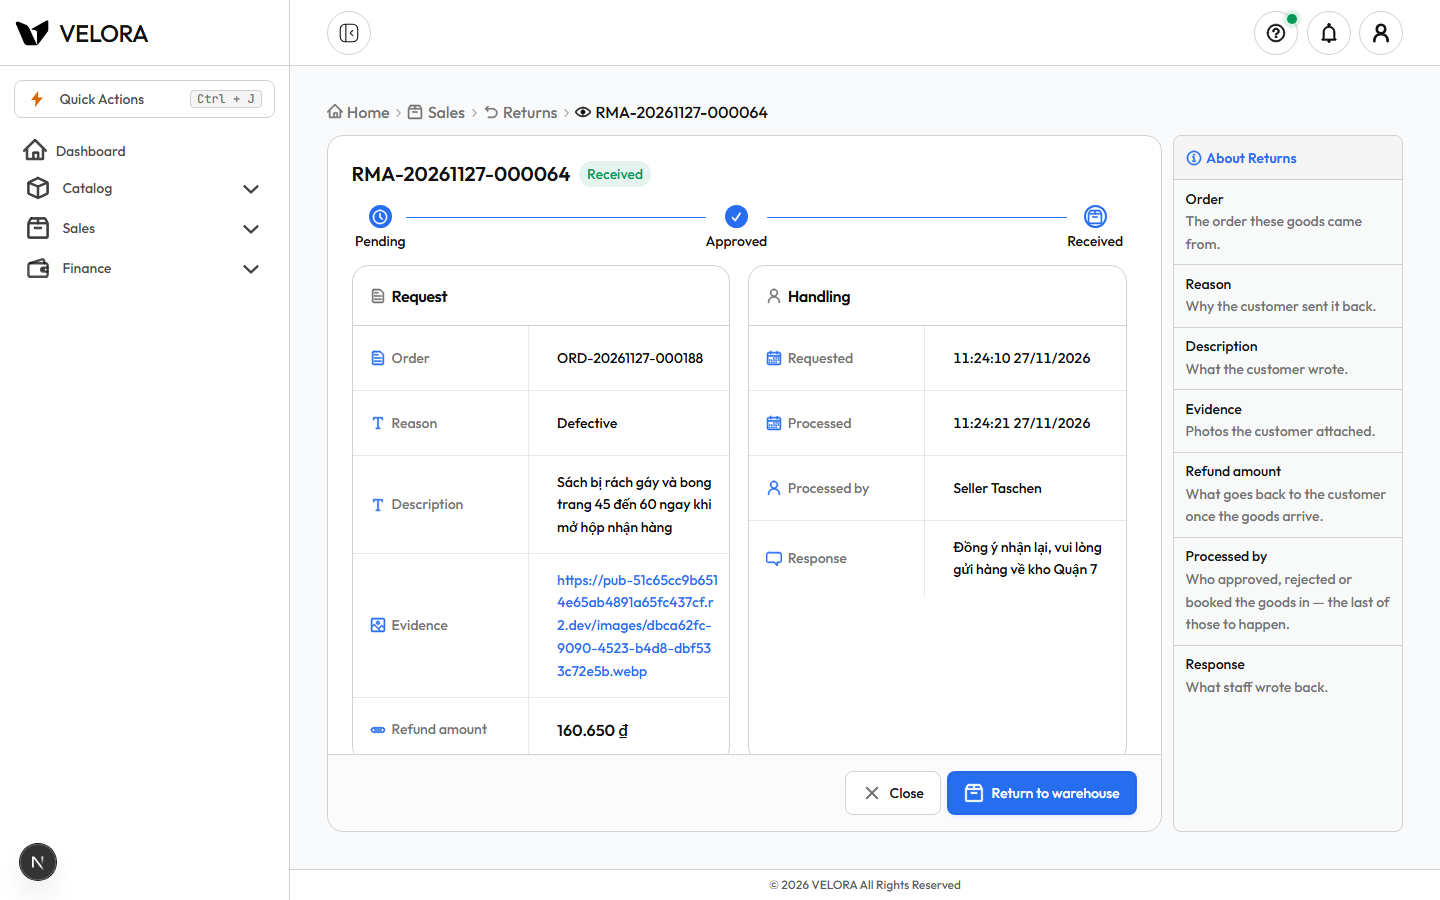 VELORA
Quick Actions
Ctrl + J
Dashboard
Catalog
Sales
Finance
Home > Sales > Returns > RMA-20261127-000064
RMA-20261127-000064
Received
Pending
Approved
Received
Request
Order
ORD-20261127-000188
Reason
Defective
Description
Sách bị rách gáy và bong
trang 45 đến 60 ngay khi
mở hộp nhận hàng
Evidence
https://pub-51c65cc9b651
4e65ab4891a65fc437cf.r
2.dev/images/dbca62fc-
9090-4523-b4d8-dbf53
3c72e5b.webp
Refund amount
160.650 ₫
Handling
Requested
11:24:10 27/11/2026
Processed
11:24:21 27/11/2026
Processed by
Seller Taschen
Response
Đồng ý nhận lại, vui lòng
gửi hàng về kho Quận 7
Close
Return to warehouse
About Returns
Order
The order these goods came
from.
Reason
Why the customer sent it back.
Description
What the customer wrote.
Evidence
Photos the customer attached.
Refund amount
What goes back to the customer
once the goods arrive.
Processed by
Who approved, rejected or
booked the goods in — the last of
those to happen.
Response
What staff wrote back.
N
© 2026 VELORA All Rights Reserved